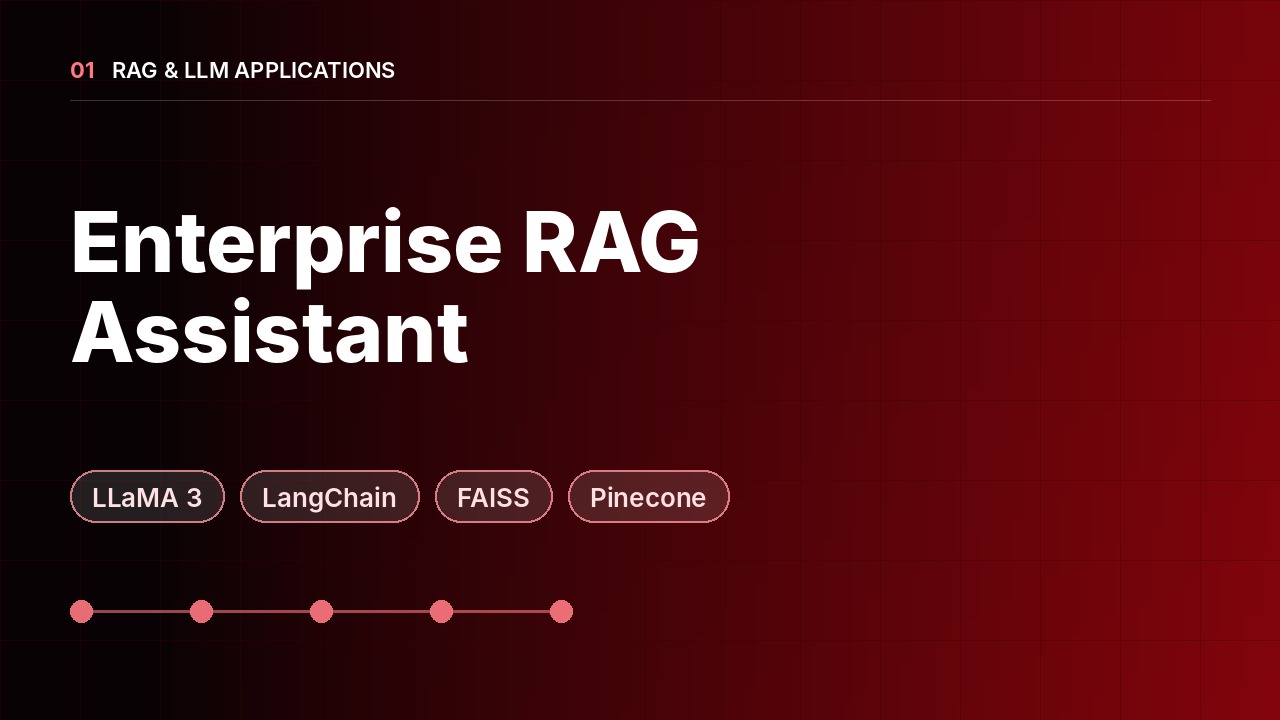 01 RAG & LLM APPLICATIONS
Enterprise RAG
Assistant
LLaMA 3 LangChain FAISS Pinecone